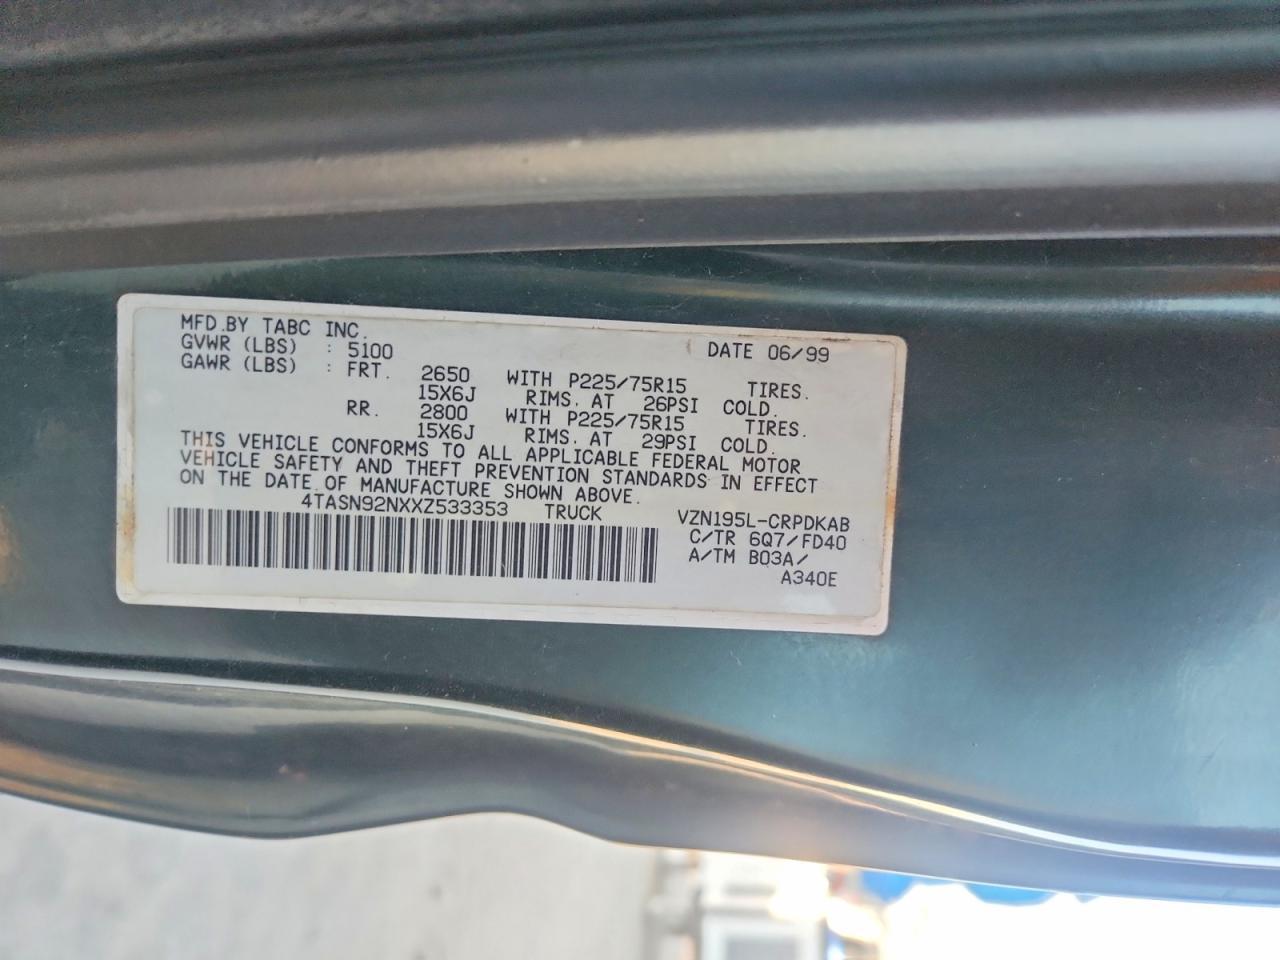 MFD.BY TABC INC.
GVWR (LBS) : 5100 DATE 06/99
GAWR (LBS) : FRT. 2650 WITH P225/75R15 TIRES.
15X6J RIMS. AT 26PSI COLD.
RR. 2800 WITH P225/75R15 TIRES.
15X6J RIMS. AT 29PSI COLD.
THIS VEHICLE CONFORMS TO ALL APPLICABLE FEDERAL MOTOR
VEHICLE SAFETY AND THEFT PREVENTION STANDARDS IN EFFECT
ON THE DATE OF MANUFACTURE SHOWN ABOVE.
4TASN92NXXZ533353 TRUCK VZN195L-CRPDKAB
C/TR 6Q7/FD40
A/TM B03A/
A340E